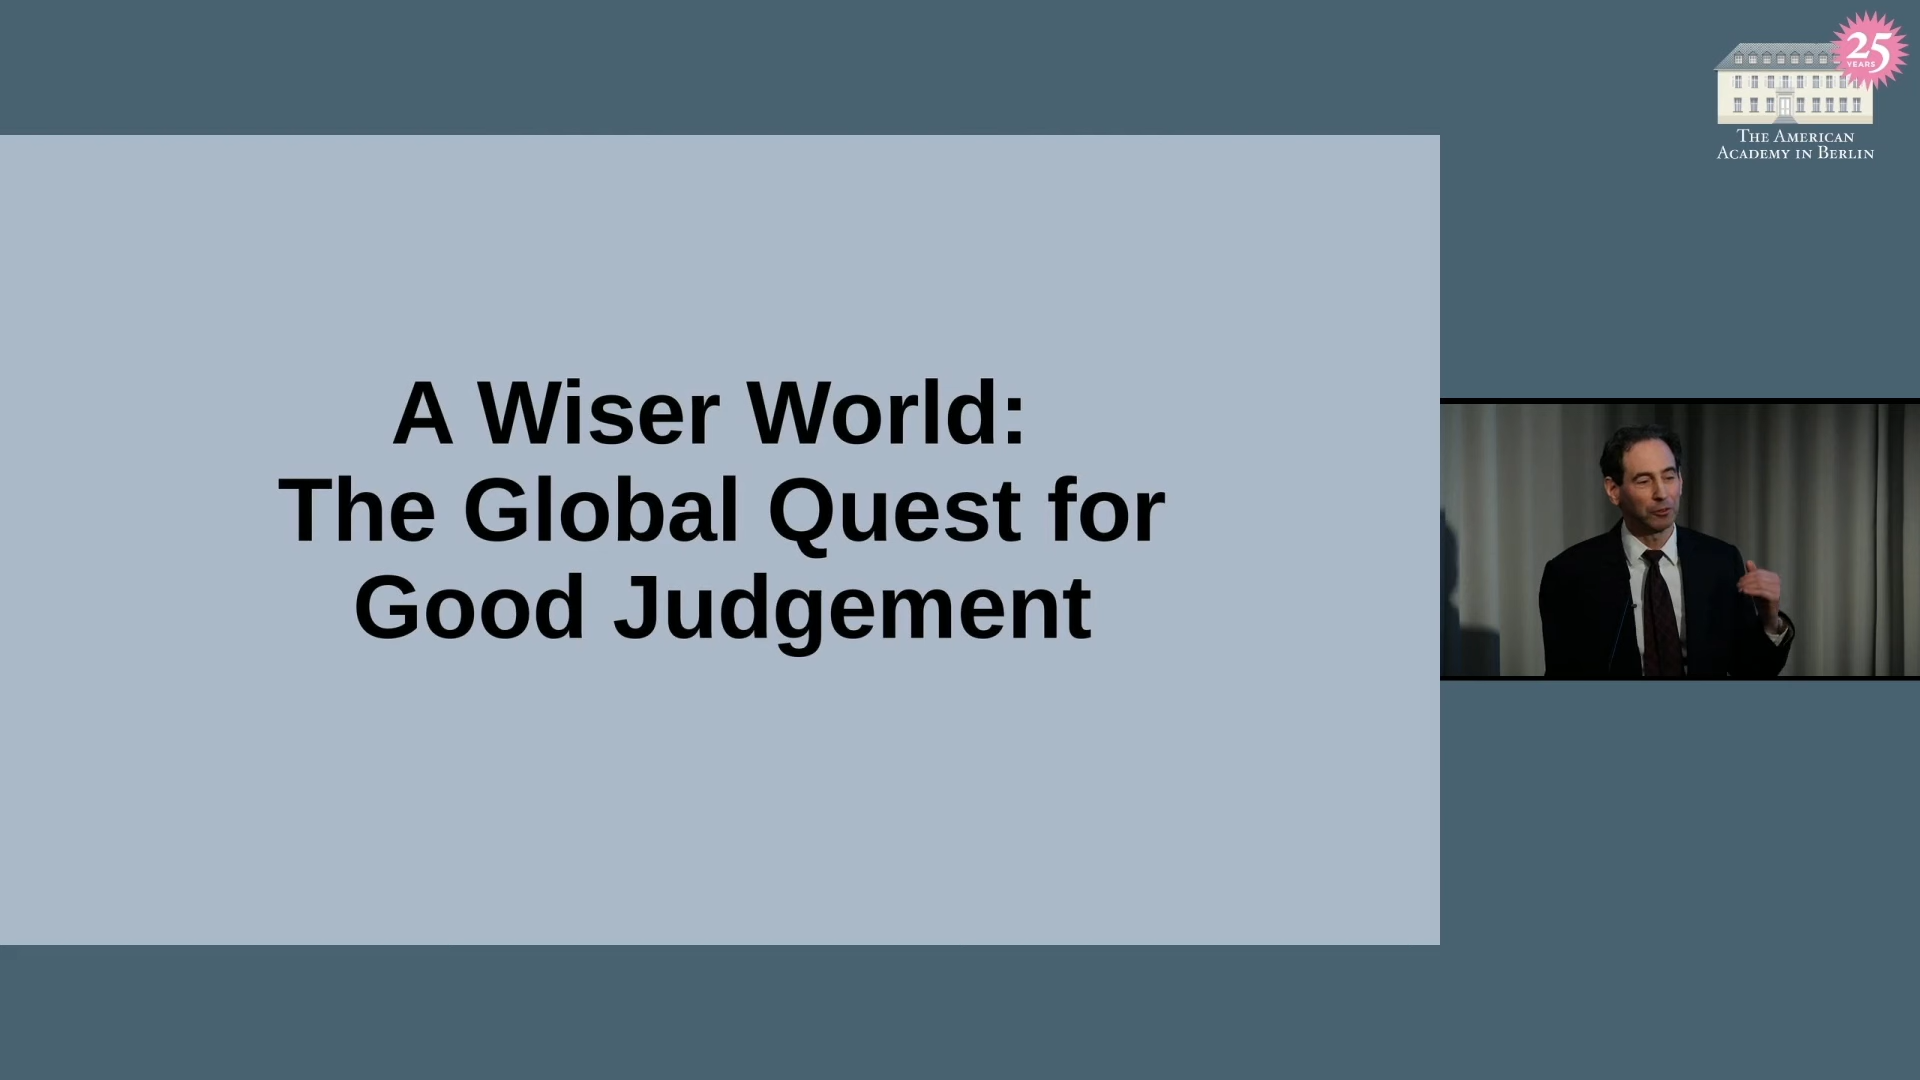 A Wiser World:
The Global Quest for
Good Judgement
25
YEARS
The American
Academy in Berlin